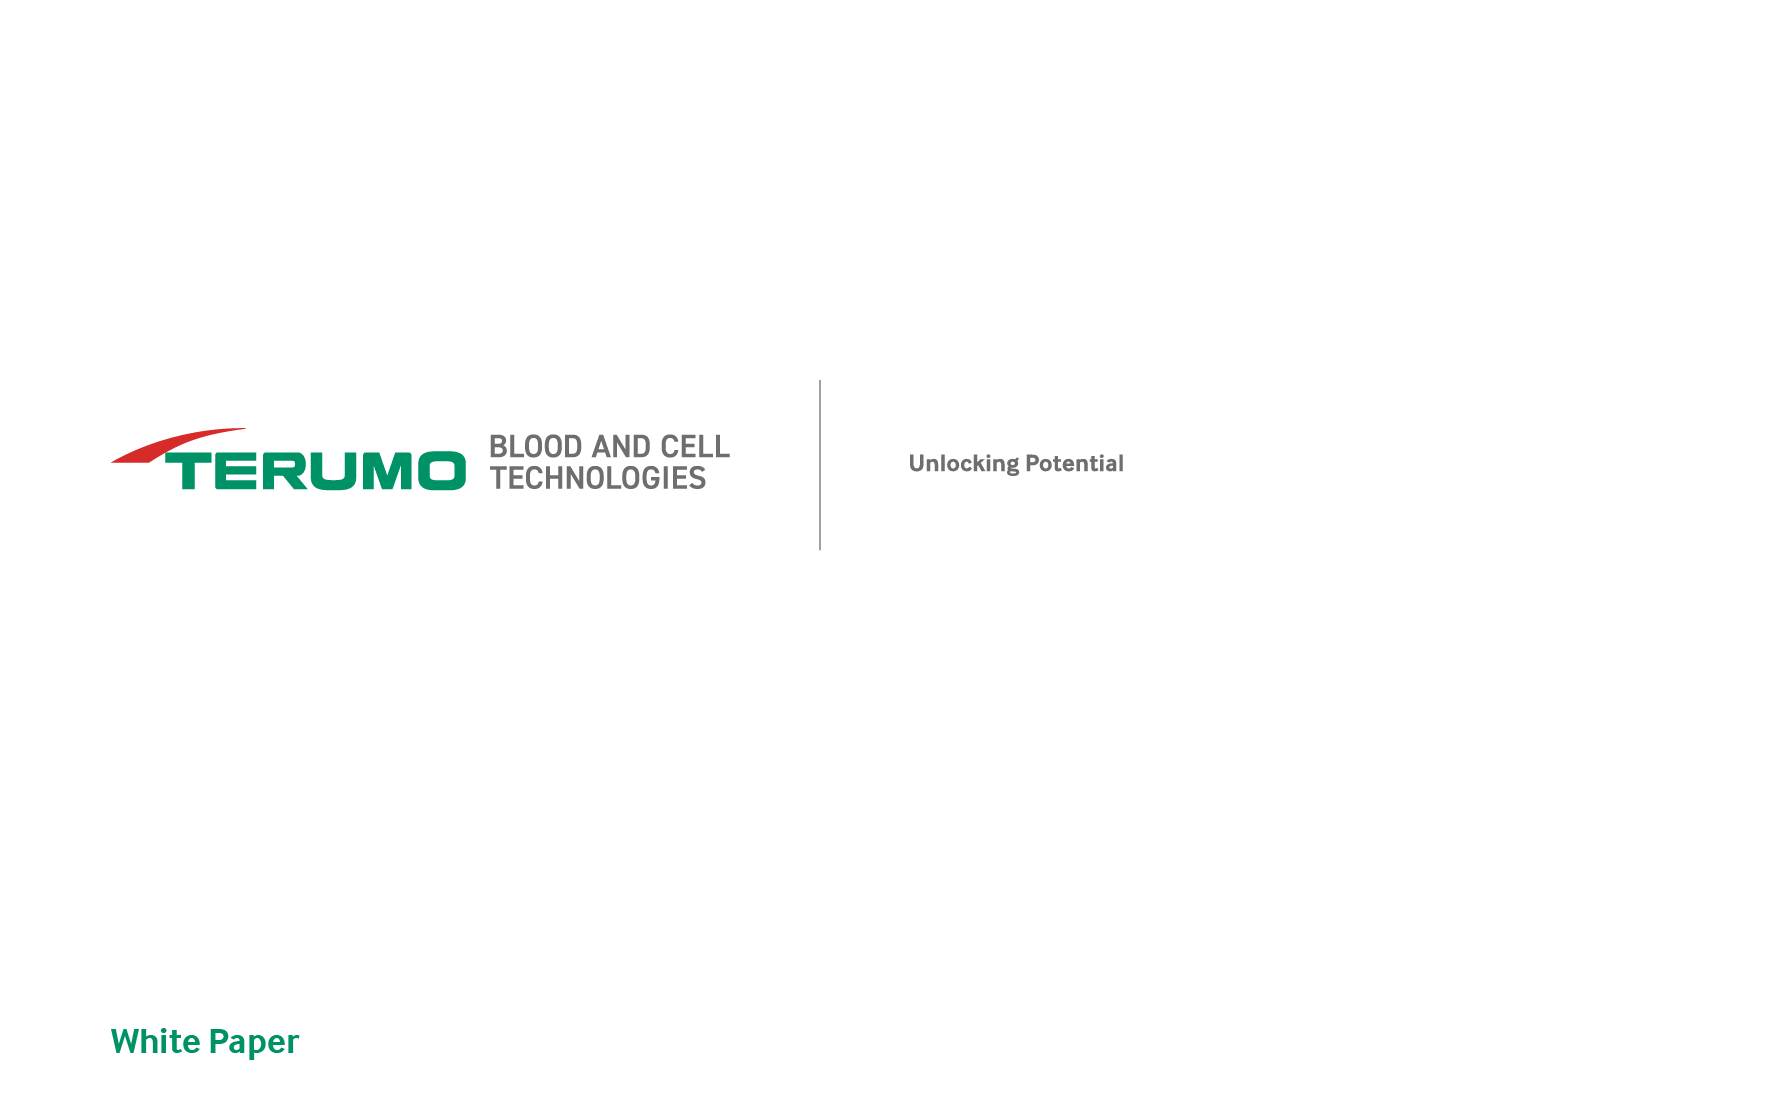 TERUMO
BLOOD AND CELL
TECHNOLOGIES
Unlocking Potential
White Paper